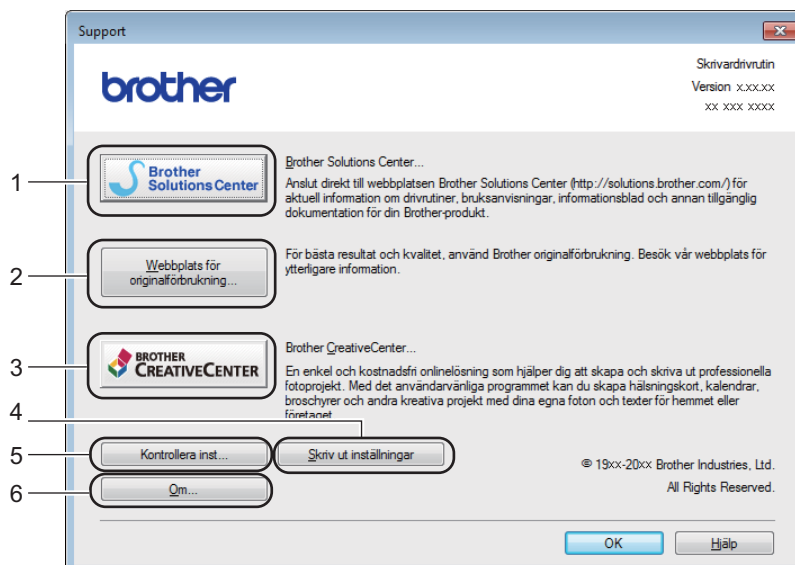 Support
brother
Skrivardrivrutin
Version x.xx.xx
xx xxx xxxx
1
Brother
Solutions Center
Brother Solutions Center...
Anslut direkt till webbplatsen Brother Solutions Center (http://solutions.brother.com/) för
aktuell information om drivrutiner, bruksanvisningar, informationsblad och annan tillgänglig
dokumentation för din Brother-produkt.
2
Webbplats för
originalförbrukning...
För bästa resultat och kvalitet, använd Brother originalförbrukning. Besök vår webbplats för
ytterligare information.
3
BROTHER
CREATIVECENTER
Brother CreativeCenter...
En enkel och kostnadsfri onlinelösning som hjälper dig att skapa och skriva ut professionella
fotoprojekt. Med det användarvänliga programmet kan du skapa hälsningskort, kalendrar,
broschyrer och andra kreativa projekt med dina egna foton och texter för hemmet eller
företaget.
4
5
Kontrollera inst...
Skriv ut inställningar
6
Om...
© 19xx-20xx Brother Industries, Ltd.
All Rights Reserved.
OK
Hjälp